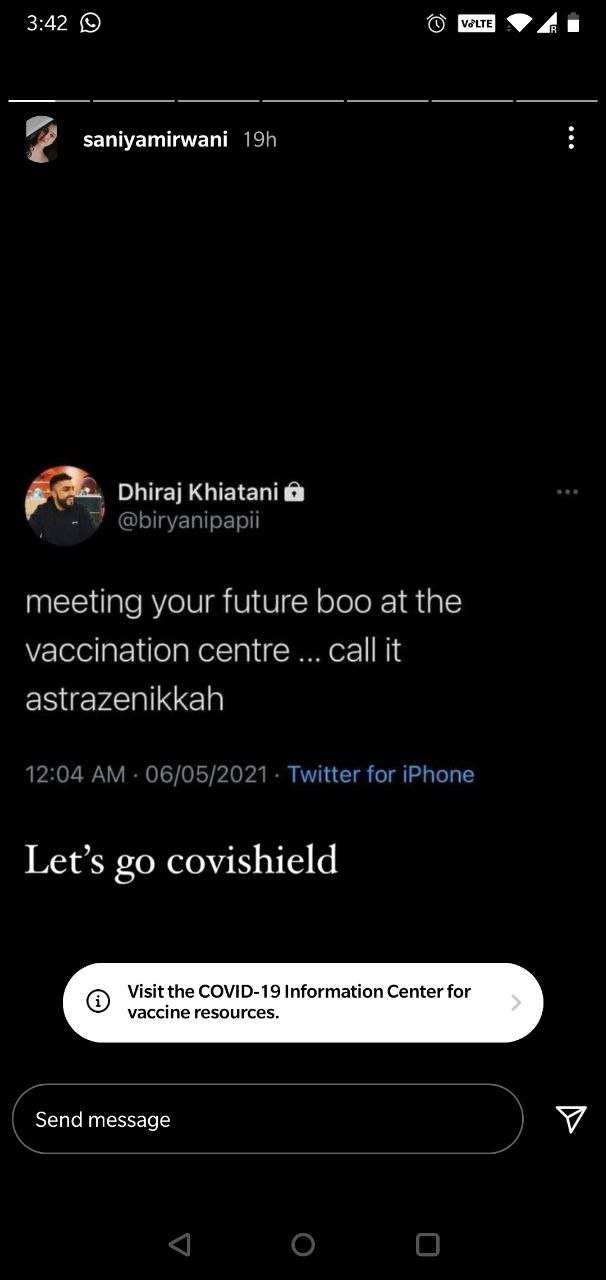 3:42
VoLTE
R
saniyamirwani 19h
Dhiraj Khiatani
@biryanipapii
meeting your future boo at the
vaccination centre ... call it
astrazenikkah
12:04 AM · 06/05/2021 · Twitter for iPhone
Let's go covishield
Visit the COVID-19 Information Center for
vaccine resources.
Send message